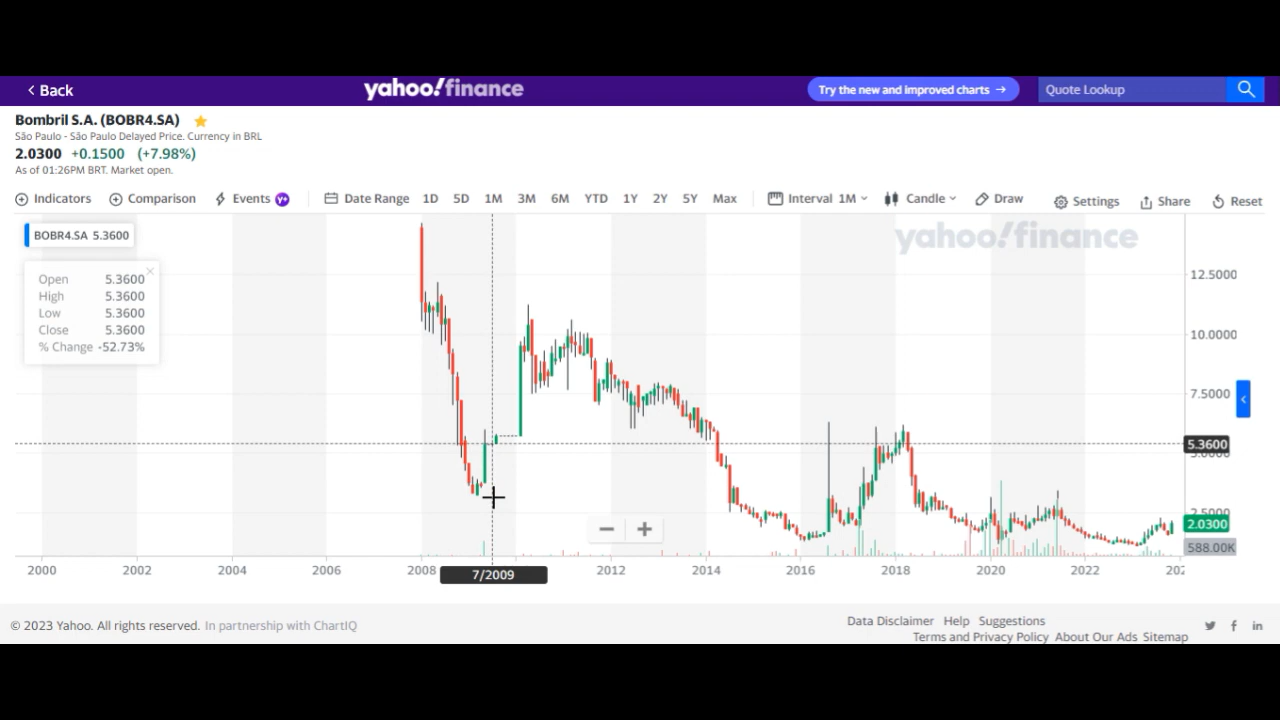 Back
yahoo!finance
Try the new and improved charts →
Quote Lookup
Bombril S.A. (BOBR4.SA)
São Paulo - São Paulo Delayed Price. Currency in BRL
2.0300 +0.1500 (+7.98%)
As of 01:26PM BRT. Market open.
Indicators Comparison Events Y+ Date Range 1D 5D 1M 3M 6M YTD 1Y 2Y 5Y Max Interval 1M Candle Draw Settings Share Reset
BOBR4.SA 5.3600
yahoo!finance
Open 5.3600
High 5.3600
Low 5.3600
Close 5.3600
% Change -52.73%
12.5000
10.0000
7.5000
5.3600
5.0000
2.5000
2.0300
588.00K
2000 2002 2004 2006 2008 7/2009 2012 2014 2016 2018 2020 2022 202
© 2023 Yahoo. All rights reserved. In partnership with ChartIQ
Data Disclaimer Help Suggestions
Terms and Privacy Policy About Our Ads Sitemap